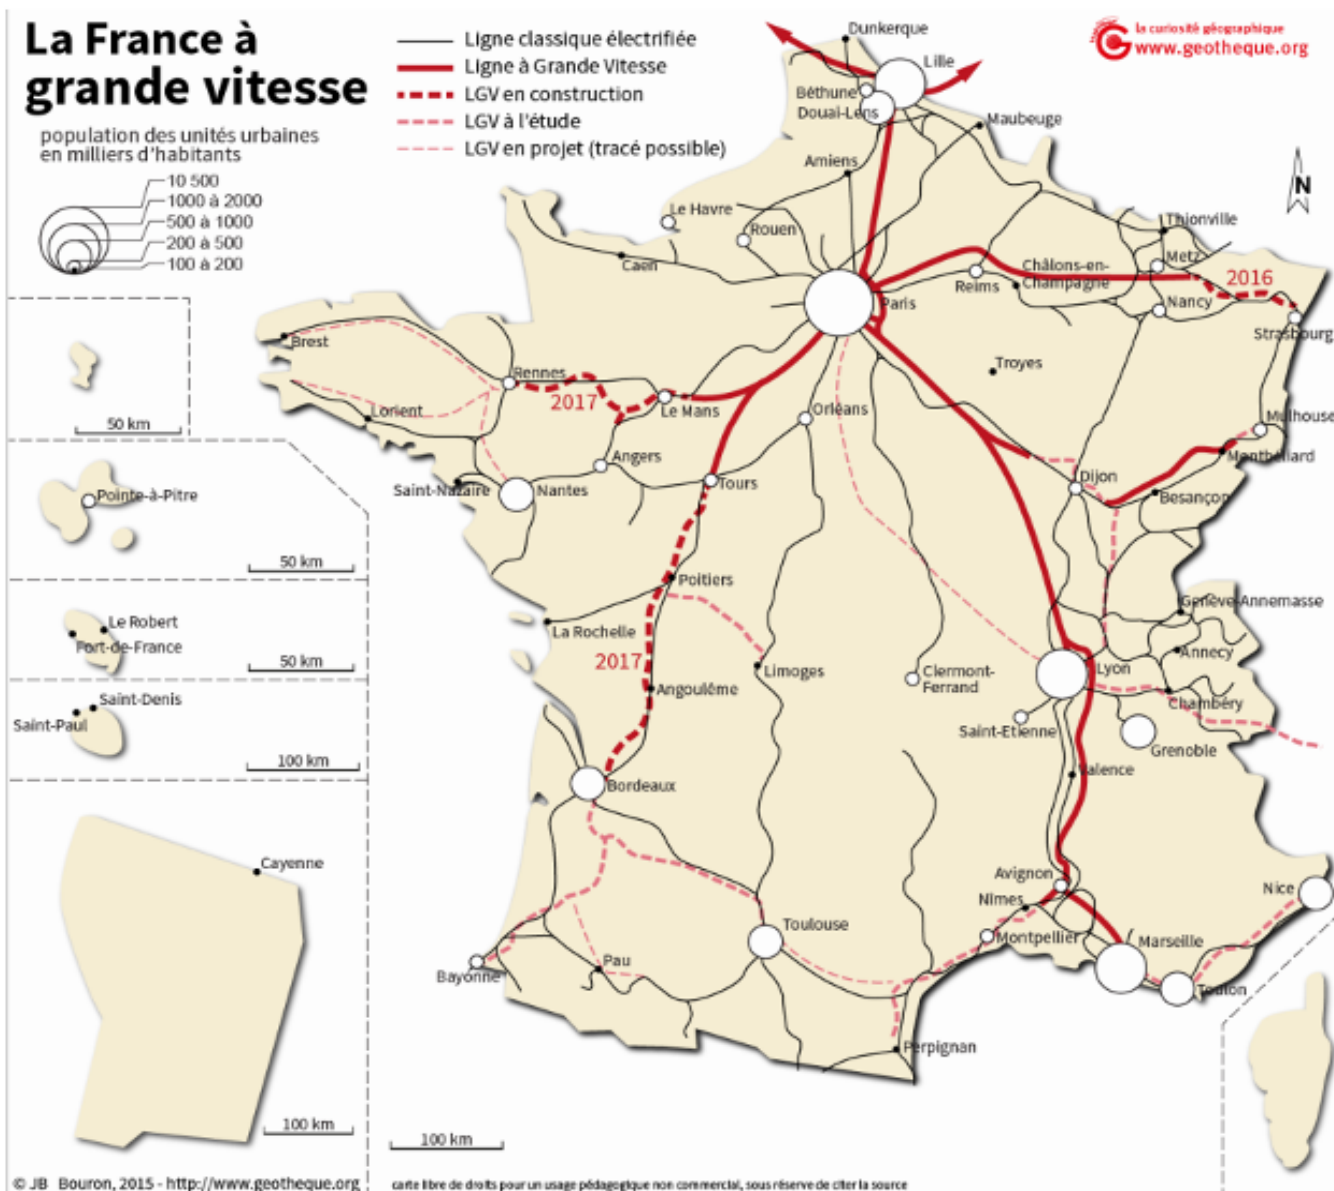 La France à
grande vitesse
population des unités urbaines
en milliers d'habitants
10 500
1000 à 2000
500 à 1000
200 à 500
100 à 200
Ligne classique électrifiée
Ligne à Grande Vitesse
LGV en construction
LGV à l'étude
LGV en projet (tracé possible)
la curiosité géographique
www.geotheque.org
N
Dunkerque
Lille
Béthune
Douai-Lens
Maubeuge
Amiens
Le Havre
Rouen
Thionville
Caen
Metz
Châlons-en-
Champagne
Reims
2016
Paris
Nancy
Strasbourg
Brest
Troyes
Rennes
2017
Le Mans
Lorient
Orléans
Mulhouse
Montbéliard
Angers
Saint-Nazaire
Nantes
Tours
Dijon
Besançon
Poitiers
Genève-Annemasse
La Rochelle
2017
Limoges
Clermont-
Ferrand
Lyon
Annecy
Angoulême
Chambéry
Saint-Etienne
Grenoble
Valence
Bordeaux
Avignon
Nice
Nîmes
Toulouse
Montpellier
Marseille
Bayonne
Pau
Toulon
Perpignan
50 km
Pointe-à-Pitre
50 km
Le Robert
Fort-de-France
50 km
Saint-Denis
Saint-Paul
100 km
Cayenne
100 km
100 km
© JB Bouron, 2015 - http://www.geotheque.org
carte libre de droits pour un usage pédagogique non commercial, sous réserve de citer la source